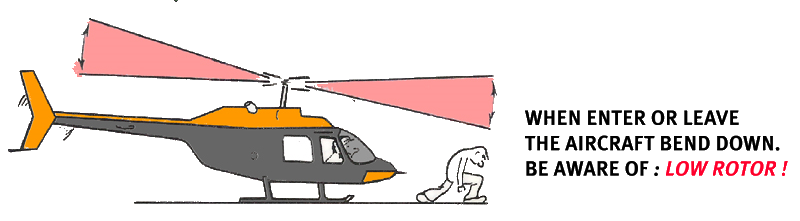 WHEN ENTER OR LEAVE
THE AIRCRAFT BEND DOWN.
BE AWARE OF : LOW ROTOR !